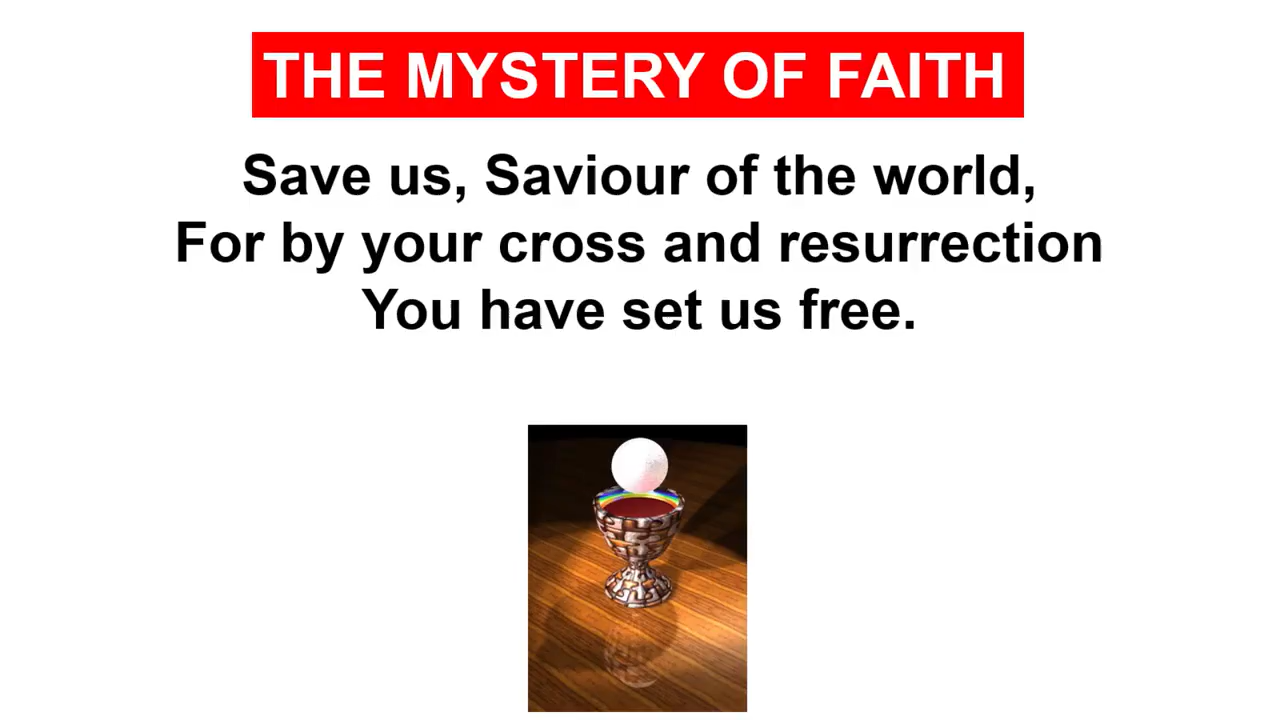 THE MYSTERY OF FAITH
Save us, Saviour of the world,
For by your cross and resurrection
You have set us free.